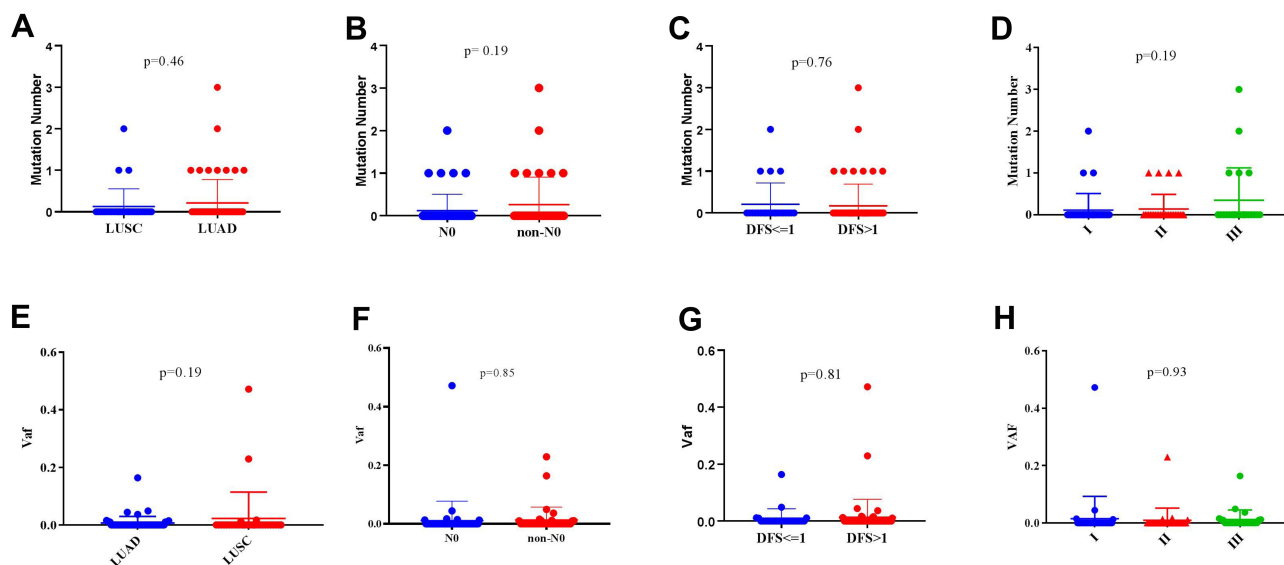 A
p=0.46
Mutation Number
4
3
2
1
0
LUSC LUAD
B
p= 0.19
Mutation Number
4
3
2
1
0
N0 non-N0
C
p=0.76
Mutation Number
4
3
2
1
0
DFS<=1 DFS>1
D
p=0.19
Mutation Number
4
3
2
1
0
I II III
E
p=0.19
Vaf
0.6
0.4
0.2
0.0
LUAD LUSC
F
p=0.85
Vaf
0.6
0.4
0.2
0.0
N0 non-N0
G
p=0.81
Vaf
0.6
0.4
0.2
0.0
DFS<=1 DFS>1
H
p=0.93
VAF
0.6
0.4
0.2
0.0
I II III